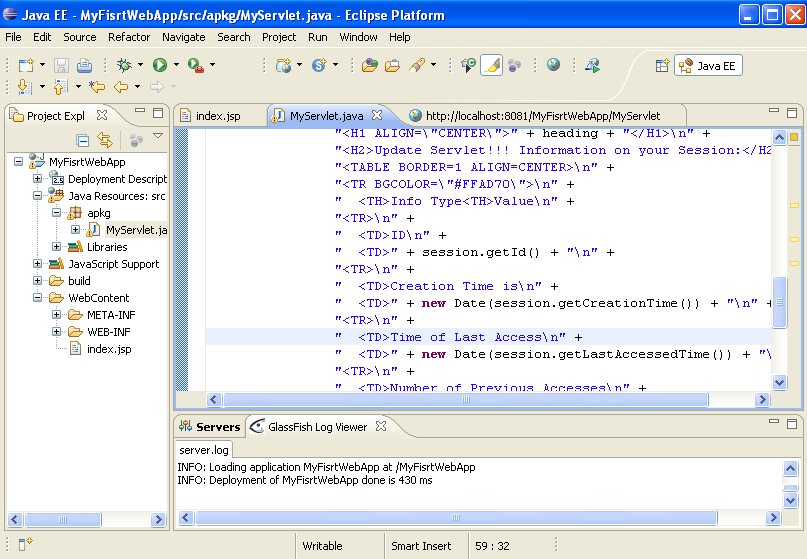 Java EE - MyFisrtWebApp/src/apkg/MyServlet.java - Eclipse Platform
File Edit Source Refactor Navigate Search Project Run Window Help
Java EE
Project Expl
MyFisrtWebApp
Deployment Descript
Java Resources: src
apkg
MyServlet.ja
Libraries
JavaScript Support
build
WebContent
META-INF
WEB-INF
index.jsp
index.jsp MyServlet.java http://localhost:8081/MyFisrtWebApp/MyServlet
"<H1 ALIGN=\"CENTER\">" + heading + "</H1>\n" +
"<H2>Update Servlet!!! Information on your Session:</H2
"<TABLE BORDER=1 ALIGN=CENTER>\n" +
"<TR BGCOLOR=\"#FFAD70\">\n" +
"  <TH>Info Type<TH>Value\n" +
"<TR>\n" +
"  <TD>ID\n" +
"  <TD>" + session.getId() + "\n" +
"<TR>\n" +
"  <TD>Creation Time is\n" +
"  <TD>" + new Date(session.getCreationTime()) + "\n" +
"<TR>\n" +
"  <TD>Time of Last Access\n" +
"  <TD>" + new Date(session.getLastAccessedTime()) + "\
"<TR>\n" +
"  <TD>Number of Previous Accesses\n" +
Servers GlassFish Log Viewer
server.log
INFO: Loading application MyFisrtWebApp at /MyFisrtWebApp
INFO: Deployment of MyFisrtWebApp done is 430 ms
Writable Smart Insert 59 : 32